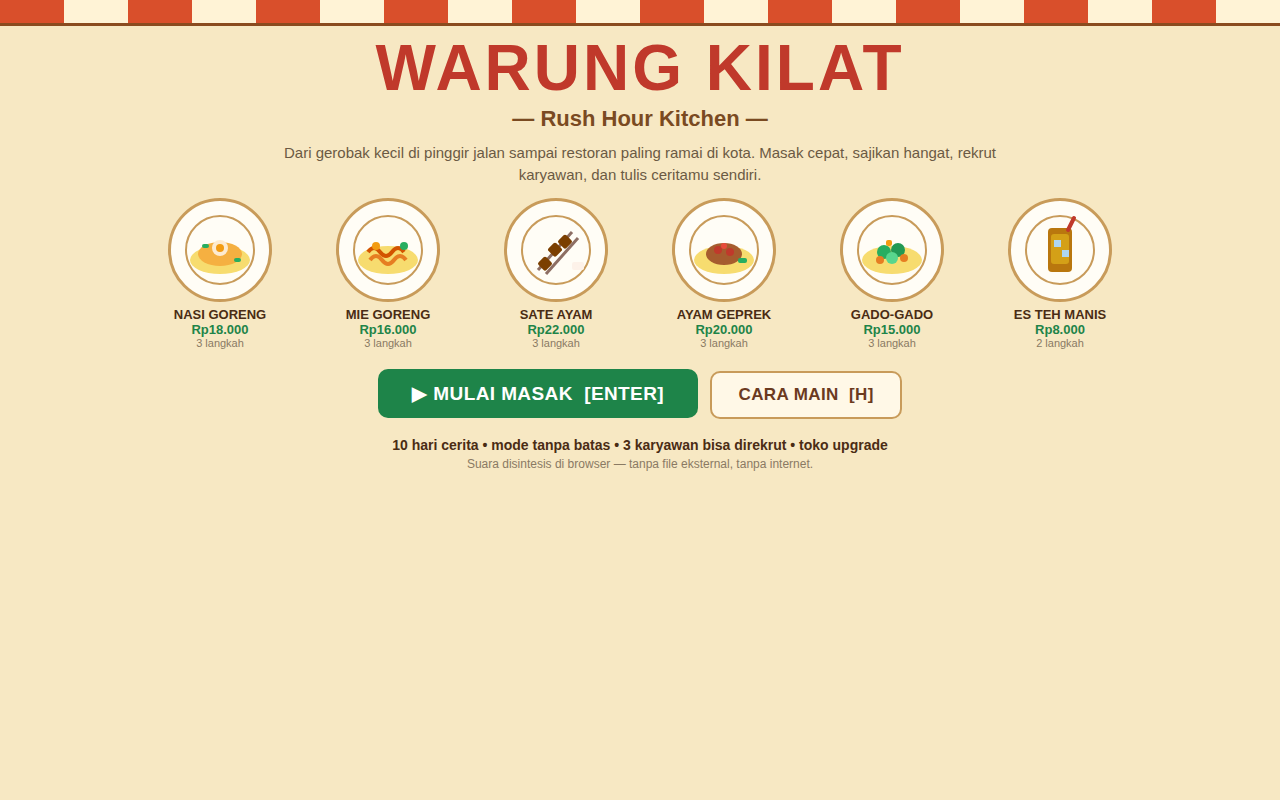 WARUNG KILAT
— Rush Hour Kitchen —
Dari gerobak kecil di pinggir jalan sampai restoran paling ramai di kota. Masak cepat, sajikan hangat, rekrut
karyawan, dan tulis ceritamu sendiri.
NASI GORENG
Rp18.000
3 langkah
MIE GORENG
Rp16.000
3 langkah
SATE AYAM
Rp22.000
3 langkah
AYAM GEPREK
Rp20.000
3 langkah
GADO-GADO
Rp15.000
3 langkah
ES TEH MANIS
Rp8.000
2 langkah
▶ MULAI MASAK [ENTER]
CARA MAIN [H]
10 hari cerita • mode tanpa batas • 3 karyawan bisa direkrut • toko upgrade
Suara disintesis di browser — tanpa file eksternal, tanpa internet.